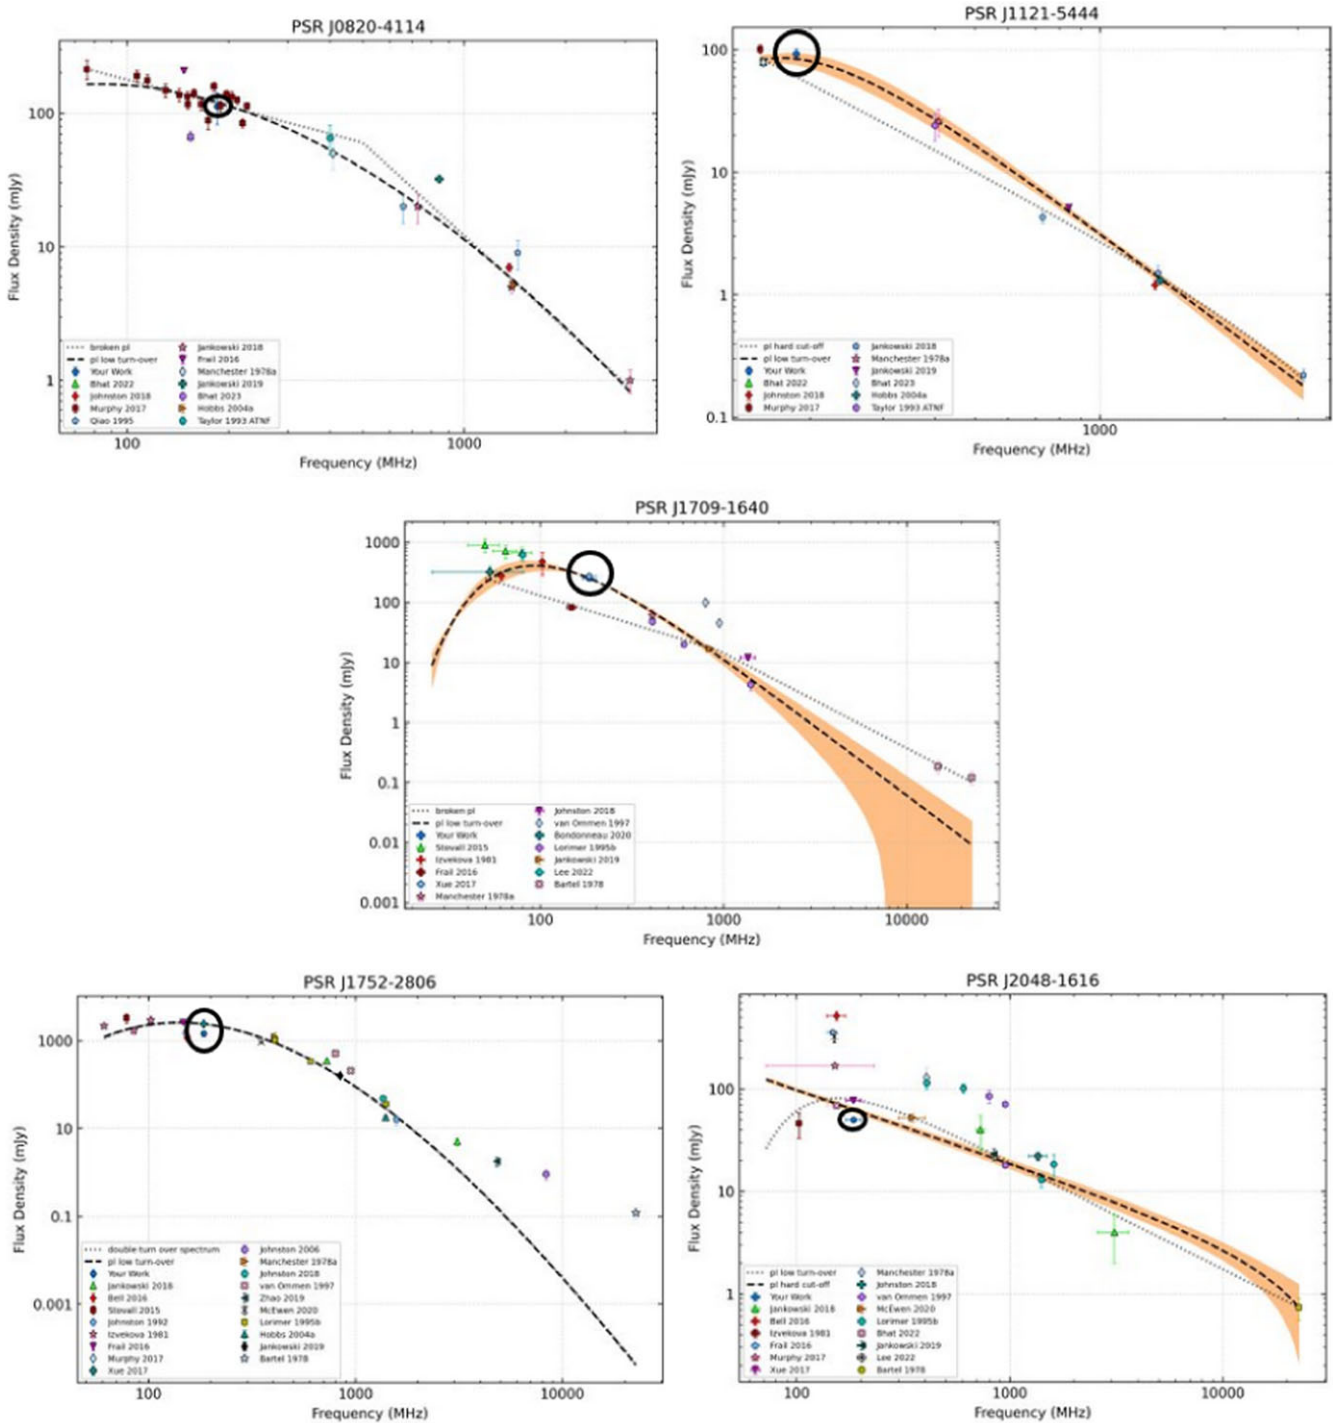 PSR J0820-4114
Flux Density (mJy)
100
10
1
broken pl
pl low turn-over
Your Work
Bhat 2022
Johnston 2018
Murphy 2017
Qiao 1995
Jankowski 2018
Frail 2016
Manchester 1978a
Jankowski 2019
Bhat 2023
Hobbs 2004a
Taylor 1993 ATNF
100
1000
Frequency (MHz)
PSR J1121-5444
Flux Density (mJy)
100
10
1
0.1
pl hard cut-off
pl low turn-over
Your Work
Bhat 2022
Johnston 2018
Murphy 2017
Jankowski 2018
Manchester 1978a
Jankowski 2019
Bhat 2023
Hobbs 2004a
Taylor 1993 ATNF
1000
Frequency (MHz)
PSR J1709-1640
Flux Density (mJy)
1000
100
10
1
0.1
0.01
0.001
broken pl
pl low turn-over
Your Work
Stovall 2015
Izvekova 1981
Frail 2016
Xue 2017
Manchester 1978a
Johnston 2018
van Ommen 1997
Bondonneau 2020
Lorimer 1995b
Jankowski 2019
Lee 2022
Bartel 1978
100
1000
10000
Frequency (MHz)
PSR J1752-2806
Flux Density (mJy)
1000
10
0.1
0.001
double turn over spectrum
pl low turn-over
Your Work
Jankowski 2018
Bell 2016
Stovall 2015
Johnston 1992
Izvekova 1981
Frail 2016
Murphy 2017
Xue 2017
Johnston 2006
Manchester 1978a
Johnston 2018
van Ommen 1997
Zhao 2019
McEwen 2020
Lorimer 1995b
Hobbs 2004a
Jankowski 2019
Bartel 1978
100
1000
10000
Frequency (MHz)
PSR J2048-1616
Flux Density (mJy)
100
10
1
pl low turn-over
pl hard cut-off
Your Work
Jankowski 2018
Bell 2016
Izvekova 1981
Frail 2016
Murphy 2017
Xue 2017
Manchester 1978a
Johnston 2018
van Ommen 1997
McEwen 2020
Lorimer 1995b
Bhat 2022
Jankowski 2019
Lee 2022
Bartel 1978
100
1000
10000
Frequency (MHz)